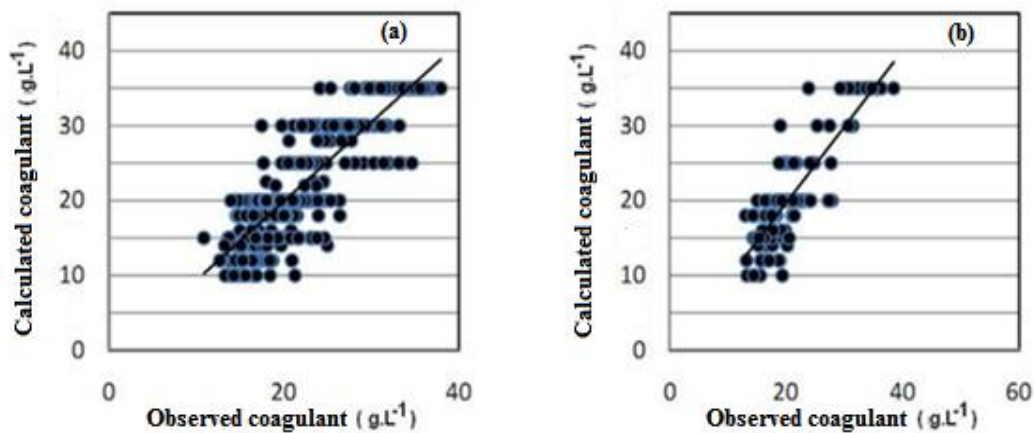 (a)
Calculated coagulant ( g.L-1)
40
30
20
10
0
0 20 40
Observed coagulant ( g.L-1)
(b)
Calculated coagulant ( g.L-1)
40
30
20
10
0
0 20 40 60
Observed coagulant ( g.L-1)